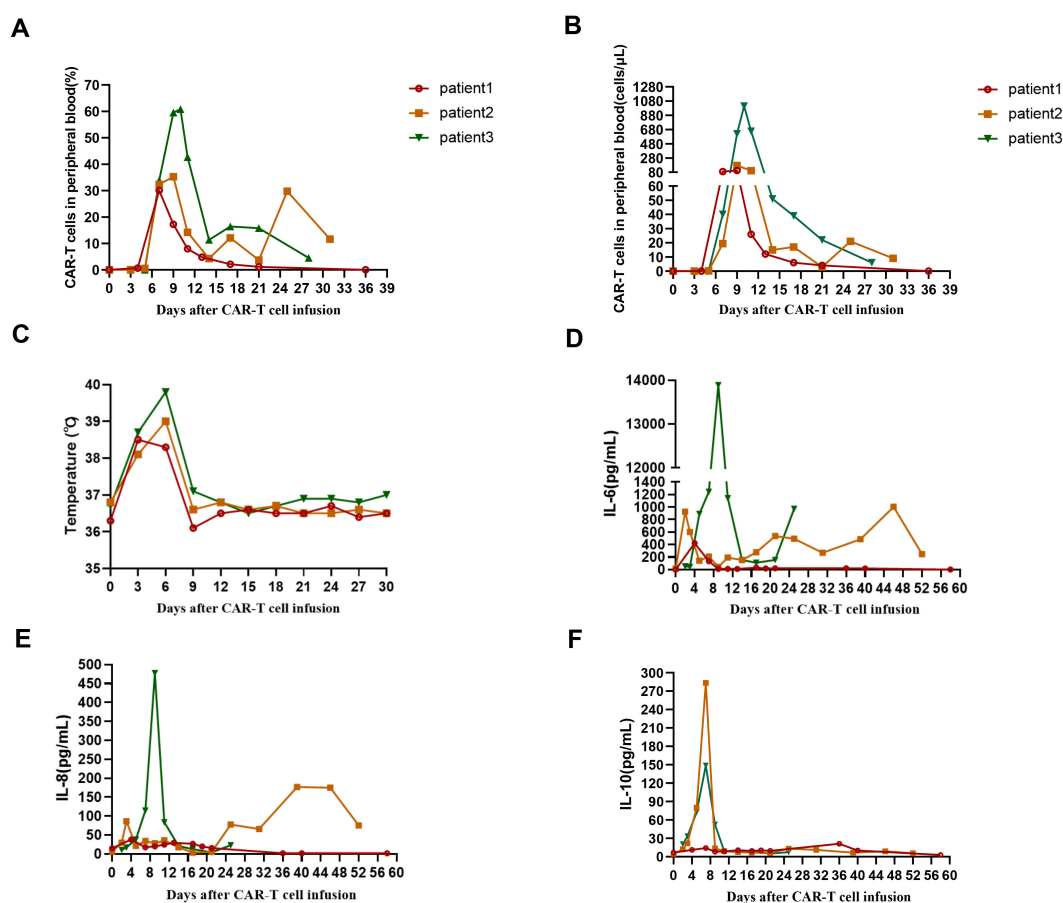 A
CAR-T cells in peripheral blood(%)
70
60
50
40
30
20
10
0
0 3 6 9 12 15 18 21 24 27 30 33 36 39
Days after CAR-T cell infusion
patient1
patient2
patient3
B
CAR-T cells in peripheral blood(cells/μL)
1280
1080
880
680
480
280
80
60
50
40
30
20
10
0
0 3 6 9 12 15 18 21 24 27 30 33 36 39
Days after CAR-T cell infusion
patient1
patient2
patient3
C
Temperature (℃)
40
39
38
37
36
35
0 3 6 9 12 15 18 21 24 27 30
Days after CAR-T cell infusion
D
IL-6(pg/mL)
14000
13000
12000
1400
1200
1000
800
600
400
200
0
0 4 8 12 16 20 24 28 32 36 40 44 48 52 56 60
Days after CAR-T cell infusion
E
IL-8(pg/mL)
500
450
400
350
300
250
200
150
100
50
0
0 4 8 12 16 20 24 28 32 36 40 44 48 52 56 60
Days after CAR-T cell infusion
F
IL-10(pg/mL)
300
270
240
210
180
150
120
90
60
30
0
0 4 8 12 16 20 24 28 32 36 40 44 48 52 56 60
Days after CAR-T cell infusion